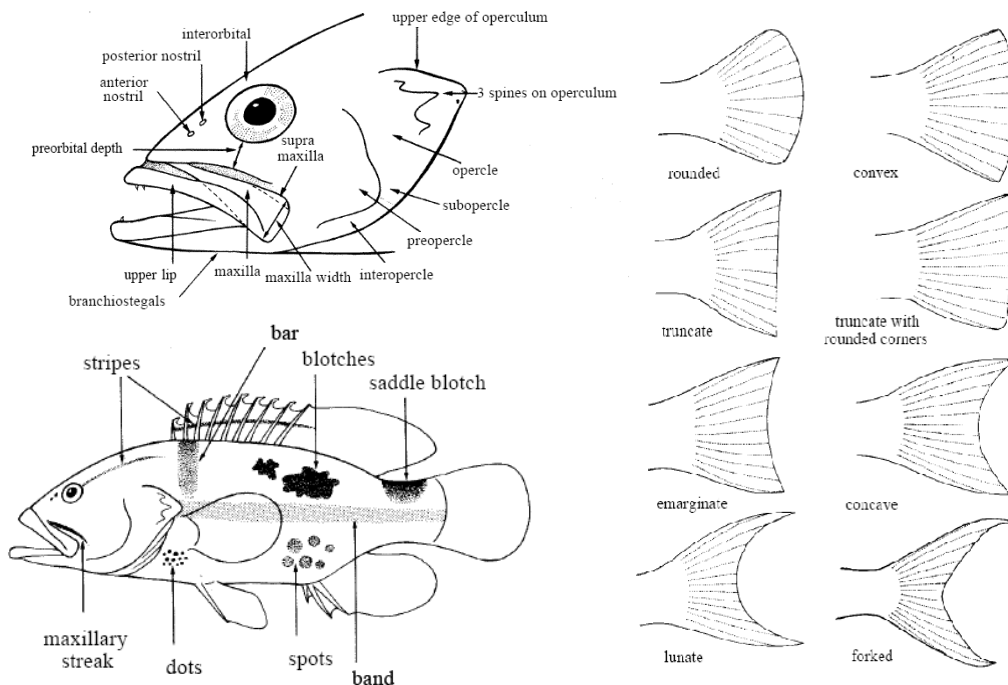 upper edge of operculum
interorbital
posterior nostril
anterior
nostril
3 spines on operculum
preorbital depth
supra
maxilla
opercle
subopercle
preopercle
upper lip
maxilla
maxilla width
interopercle
branchiostegals
bar
stripes
blotches
saddle blotch
maxillary
streak
dots
spots
band
rounded
convex
truncate
truncate with
rounded corners
emarginate
concave
lunate
forked